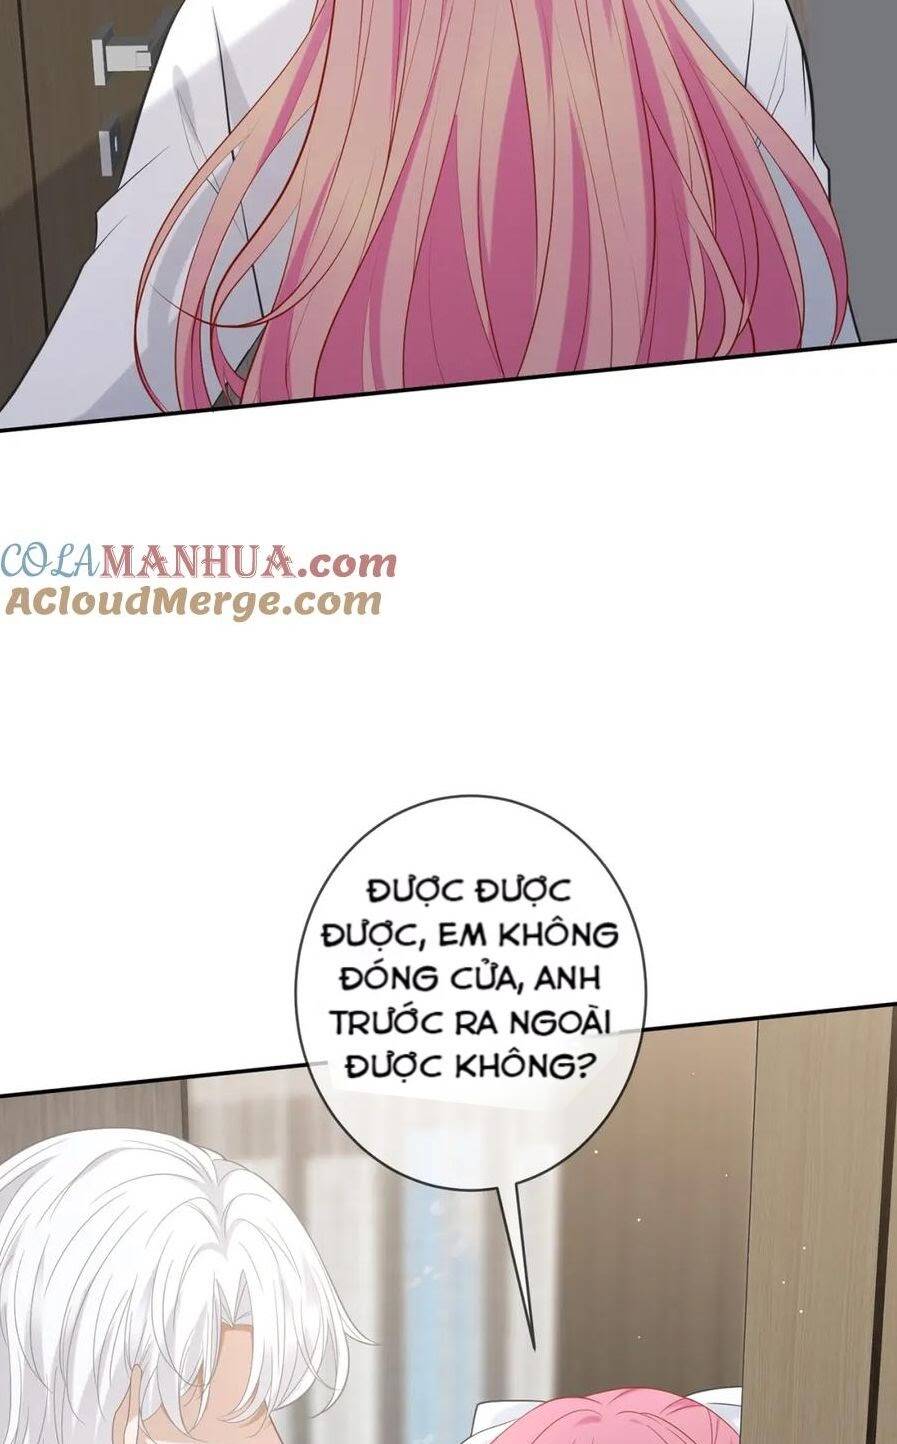 COLAMANHUA.com
ACloudMerge.com
ĐƯỢC ĐƯỢC
ĐƯỢC, EM KHÔNG
ĐÓNG CỬA, ANH
TRƯỚC RA NGOÀI
ĐƯỢC KHÔNG?